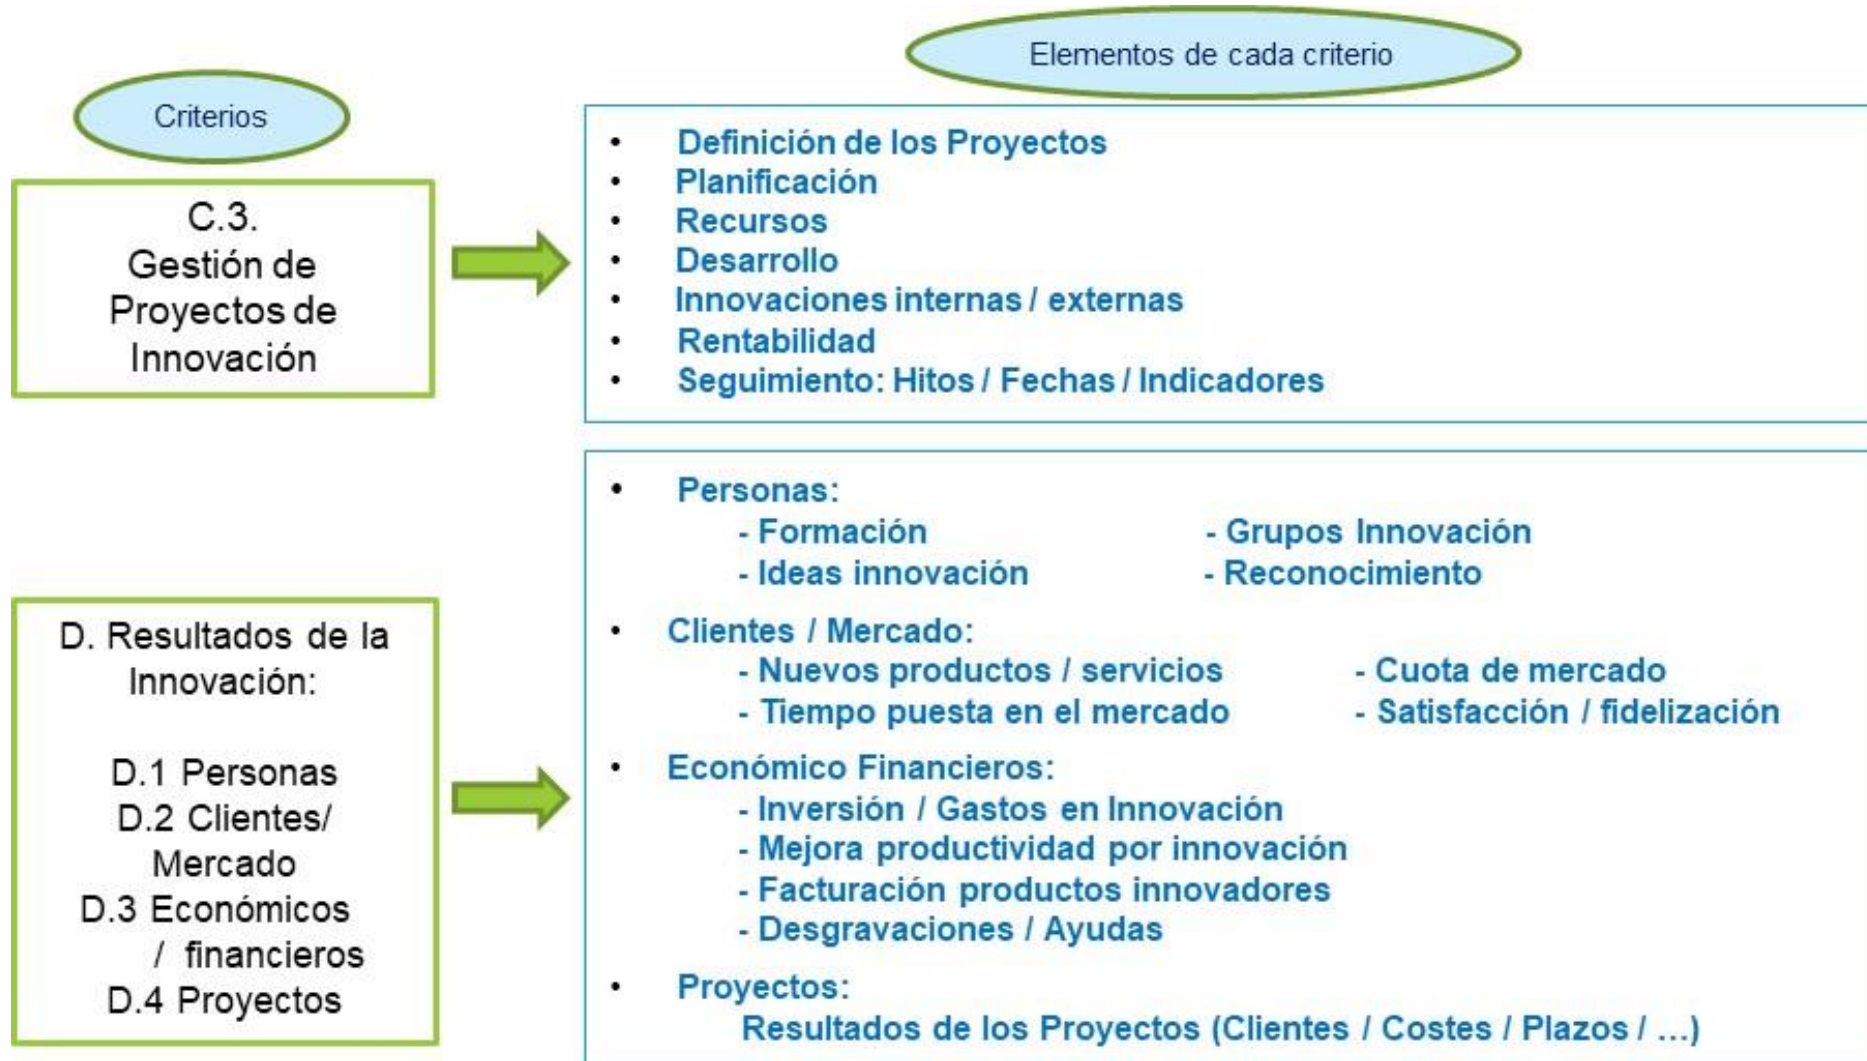 Elementos de cada criterio
Criterios
C.3.
Gestión de
Proyectos de
Innovación
• Definición de los Proyectos
• Planificación
• Recursos
• Desarrollo
• Innovaciones internas / externas
• Rentabilidad
• Seguimiento: Hitos / Fechas / Indicadores
D. Resultados de la
Innovación:
D.1 Personas
D.2 Clientes/
Mercado
D.3 Económicos
/ financieros
D.4 Proyectos
• Personas:
- Formación - Grupos Innovación
- Ideas innovación - Reconocimiento
• Clientes / Mercado:
- Nuevos productos / servicios - Cuota de mercado
- Tiempo puesta en el mercado - Satisfacción / fidelización
• Económico Financieros:
- Inversión / Gastos en Innovación
- Mejora productividad por innovación
- Facturación productos innovadores
- Desgravaciones / Ayudas
• Proyectos:
Resultados de los Proyectos (Clientes / Costes / Plazos / ...)